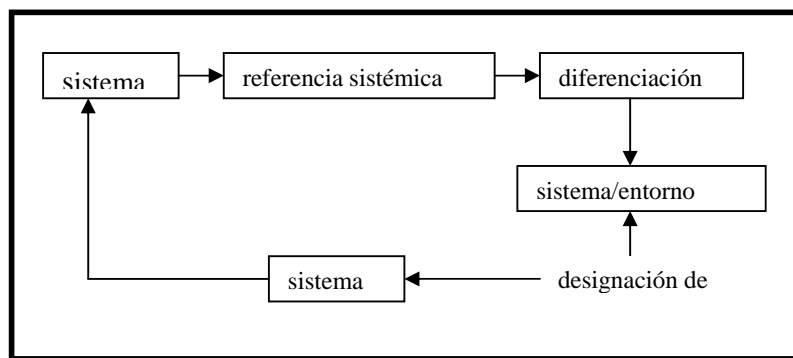 sistema
referencia sistémica
diferenciación
sistema/entorno
sistema
designación de